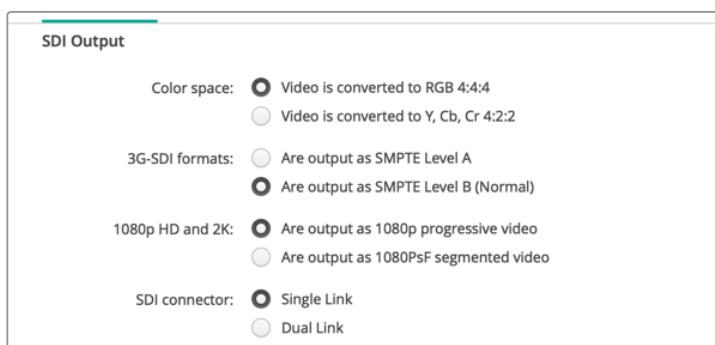 SDI Output
Color space: Video is converted to RGB 4:4:4
Video is converted to Y, Cb, Cr 4:2:2
3G-SDI formats: Are output as SMPTE Level A
Are output as SMPTE Level B (Normal)
1080p HD and 2K: Are output as 1080p progressive video
Are output as 1080PsF segmented video
SDI connector: Single Link
Dual Link